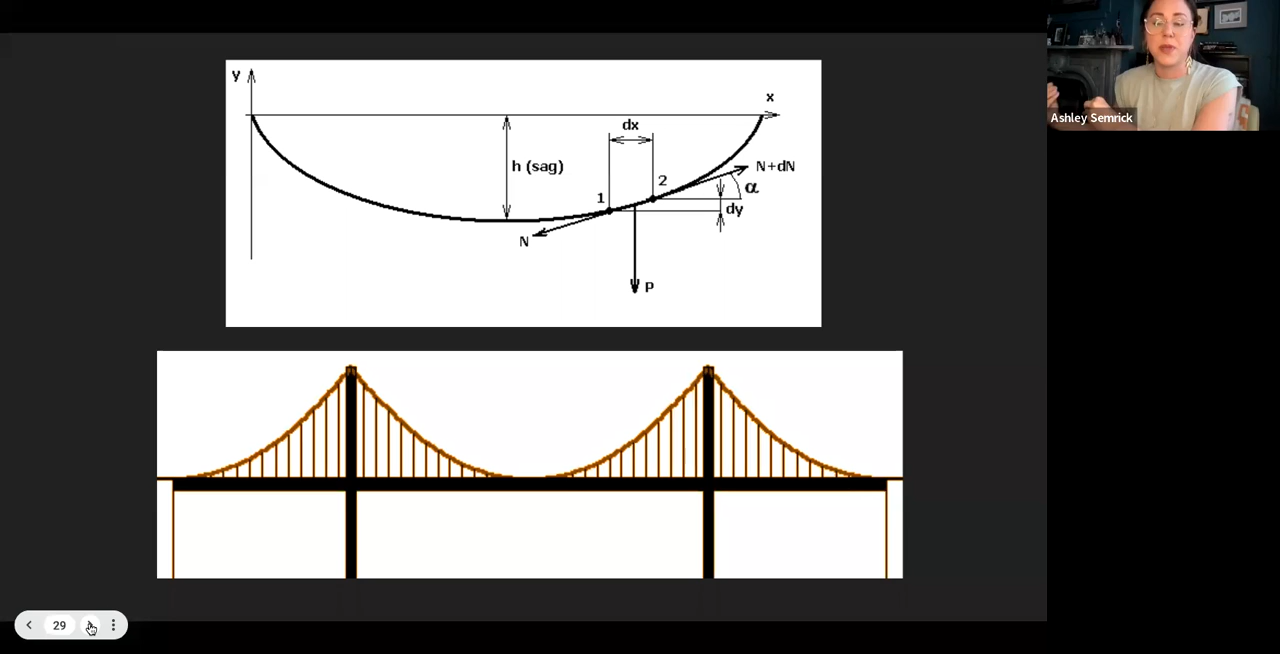 y
x
dx
h (sag)
N+dN
2
α
1
dy
N
P
Ashley Semrick
29